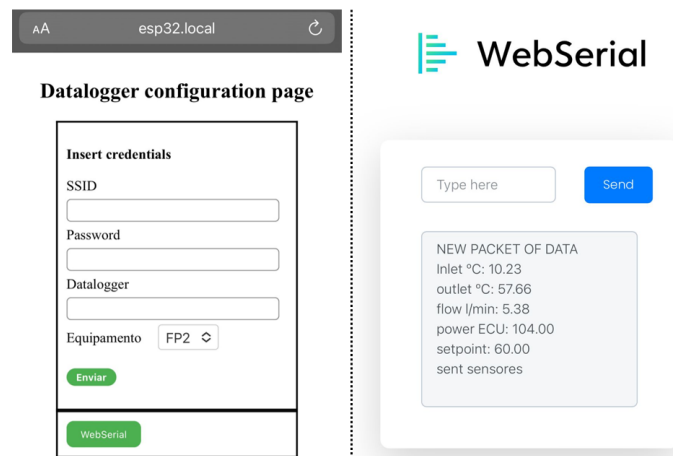 AA esp32.local
Datalogger configuration page
Insert credentials
SSID
Password
Datalogger
Equipamento FP2
Enviar
WebSerial
WebSerial
Type here Send
NEW PACKET OF DATA
Inlet °C: 10.23
outlet °C: 57.66
flow l/min: 5.38
power ECU: 104.00
setpoint: 60.00
sent sensores